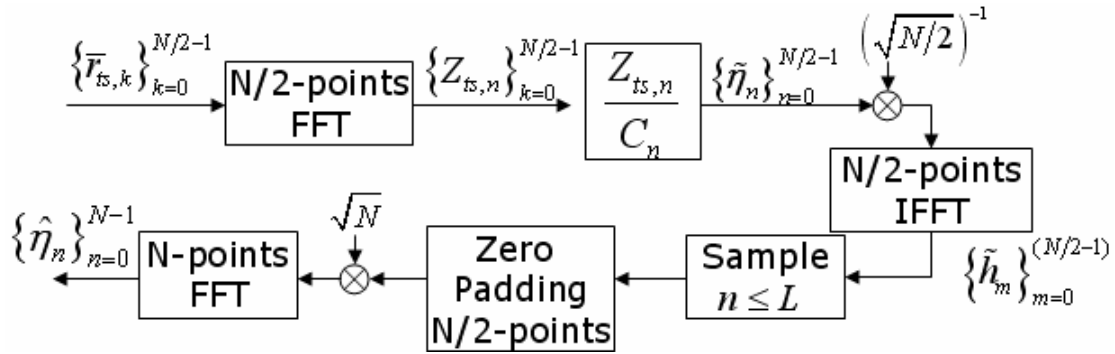 {r̅_{ts,k}}_{k=0}^{N/2-1}
N/2-points
FFT
{Z_{ts,n}}_{k=0}^{N/2-1}
Z_{ts,n}
C_n
{η̃_n}_{n=0}^{N/2-1}
(√N/2)^{-1}
N/2-points
IFFT
{h̃_m}_{m=0}^{(N/2-1)}
Sample
n ≤ L
Zero
Padding
N/2-points
√N
N-points
FFT
{η̂_n}_{n=0}^{N-1}